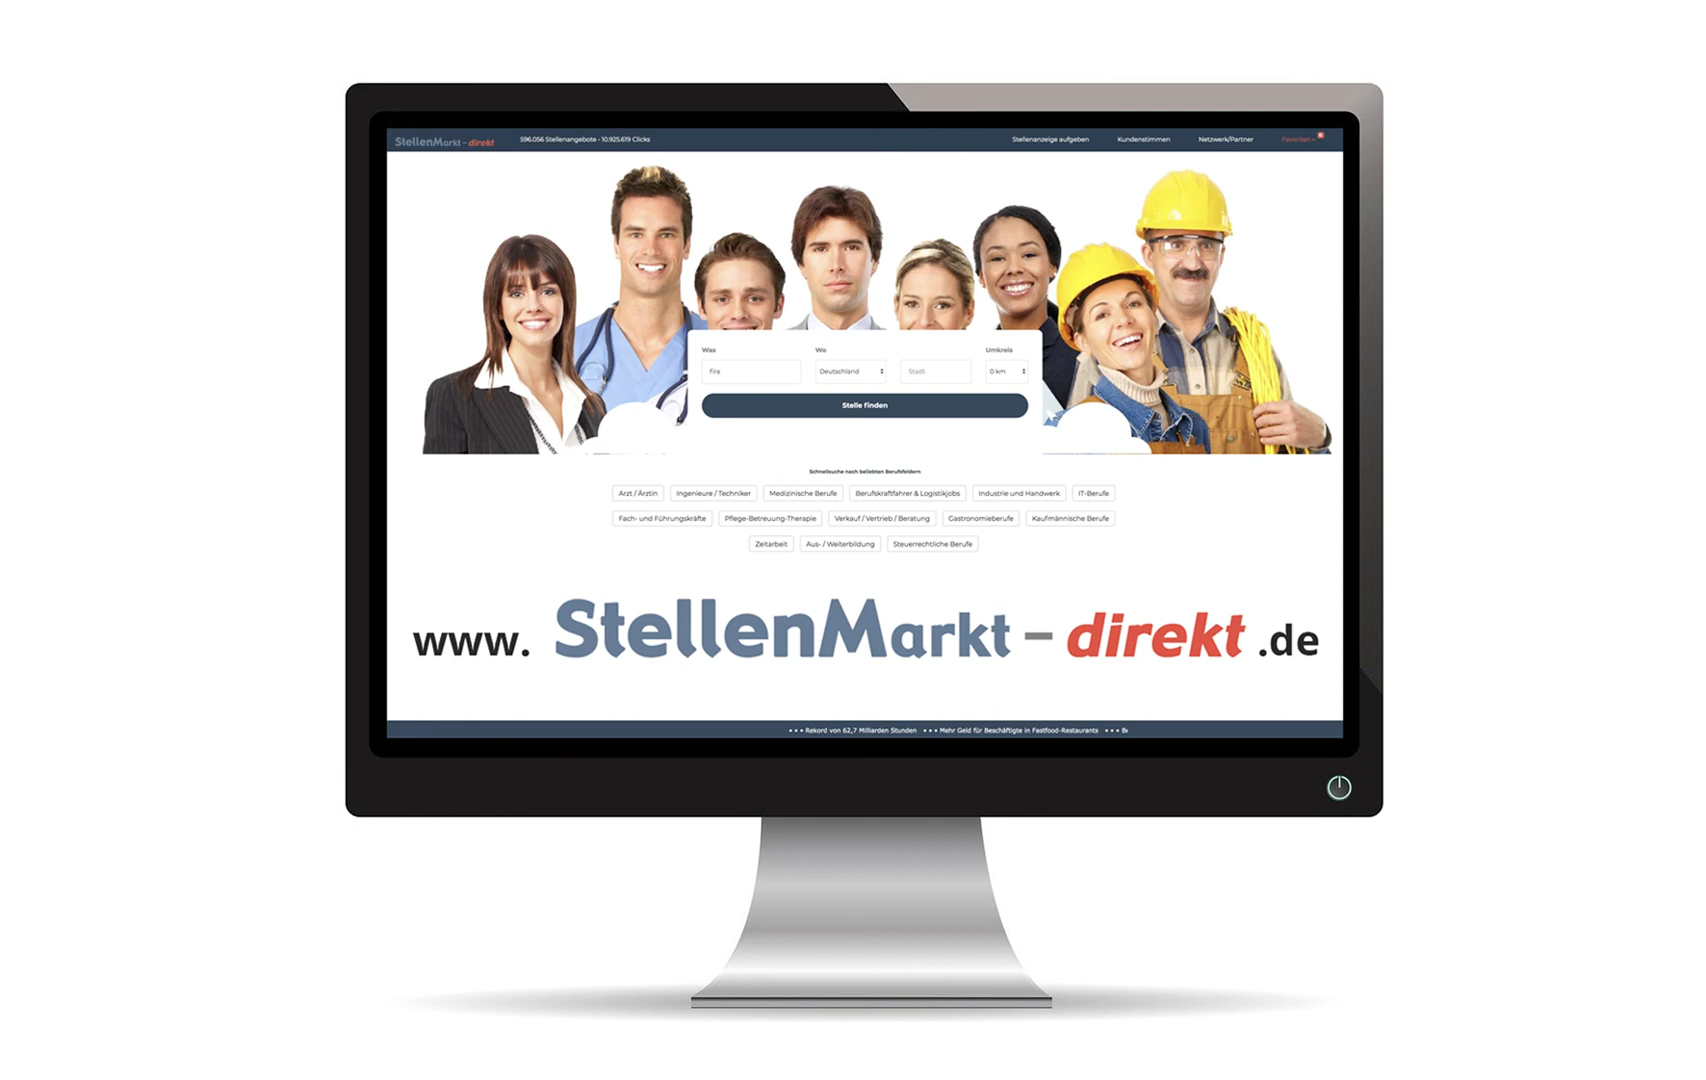 StellenMarkt - direkt 596.056 Stellenangebote • 10.925.619 Clicks Stellenanzeige aufgeben Kundenstimmen Netzwerk/Partner Favoriten
Was Wo Umkreis
fira Deutschland Stadt 0 km
Stelle finden
Schnellsuche nach beliebten Berufsfeldern
Arzt / Ärztin Ingenieure / Techniker Medizinische Berufe Berufskraftfahrer & Logistikjobs Industrie und Handwerk IT-Berufe
Fach- und Führungskräfte Pflege-Betreuung-Therapie Verkauf / Vertrieb / Beratung Gastronomieberufe Kaufmännische Berufe
Zeitarbeit Aus- / Weiterbildung Steuerrechtliche Berufe
www. StellenMarkt - direkt .de
• • • Rekord von 62,7 Milliarden Stunden • • • Mehr Geld für Beschäftigte in Fastfood-Restaurants • • • Be